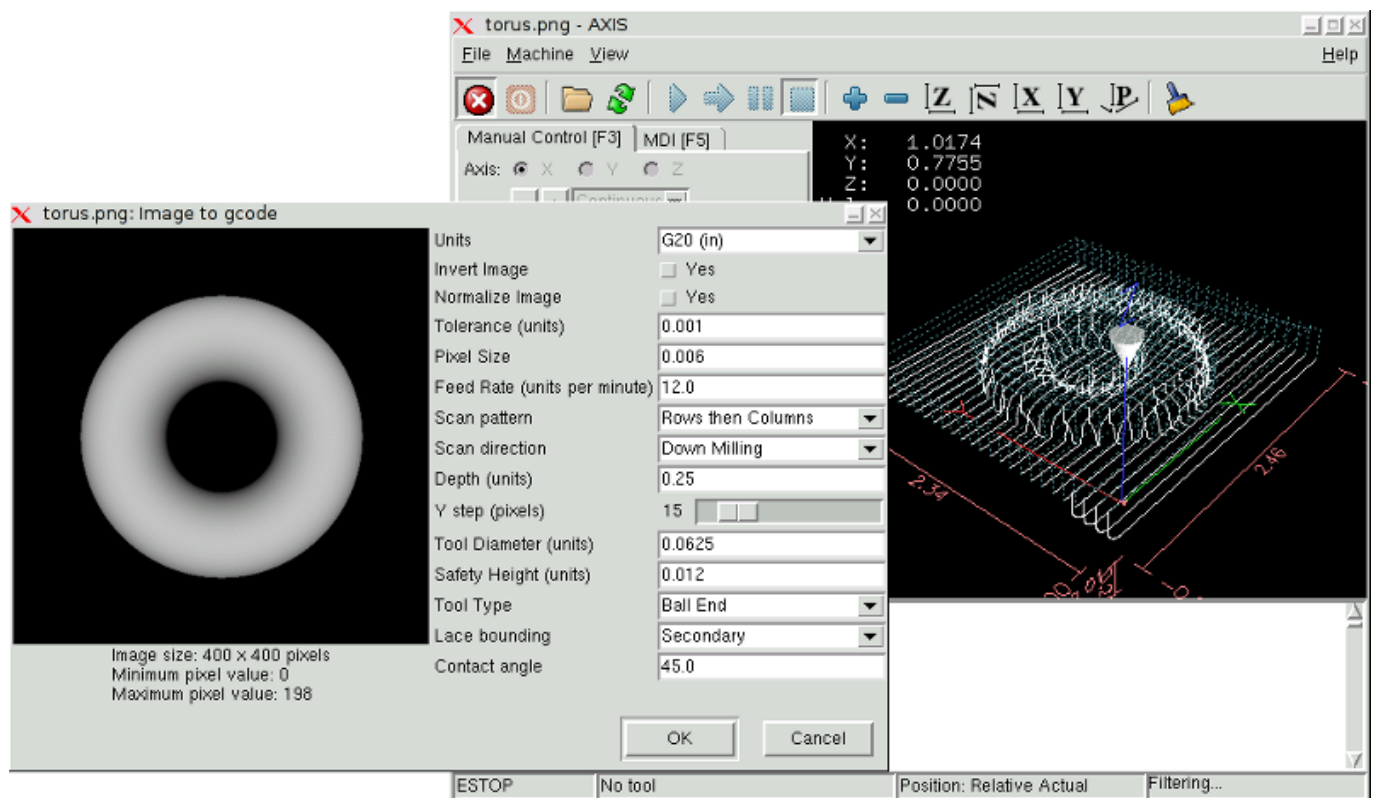 torus.png - AXIS
File Machine View Help
Z N X Y P
Manual Control [F3] MDI [F5]
Axis: X Y Z
Continuous
X: 1.0174
Y: 0.7755
Z: 0.0000
0.0000
2.34
2.46
torus.png: Image to gcode
Units G20 (in)
Invert Image Yes
Normalize Image Yes
Tolerance (units) 0.001
Pixel Size 0.006
Feed Rate (units per minute) 12.0
Scan pattern Rows then Columns
Scan direction Down Milling
Depth (units) 0.25
Y step (pixels) 15
Tool Diameter (units) 0.0625
Safety Height (units) 0.012
Tool Type Ball End
Lace bounding Secondary
Contact angle 45.0
Image size: 400 x 400 pixels
Minimum pixel value: 0
Maximum pixel value: 198
OK Cancel
ESTOP No tool Position: Relative Actual Filtering...